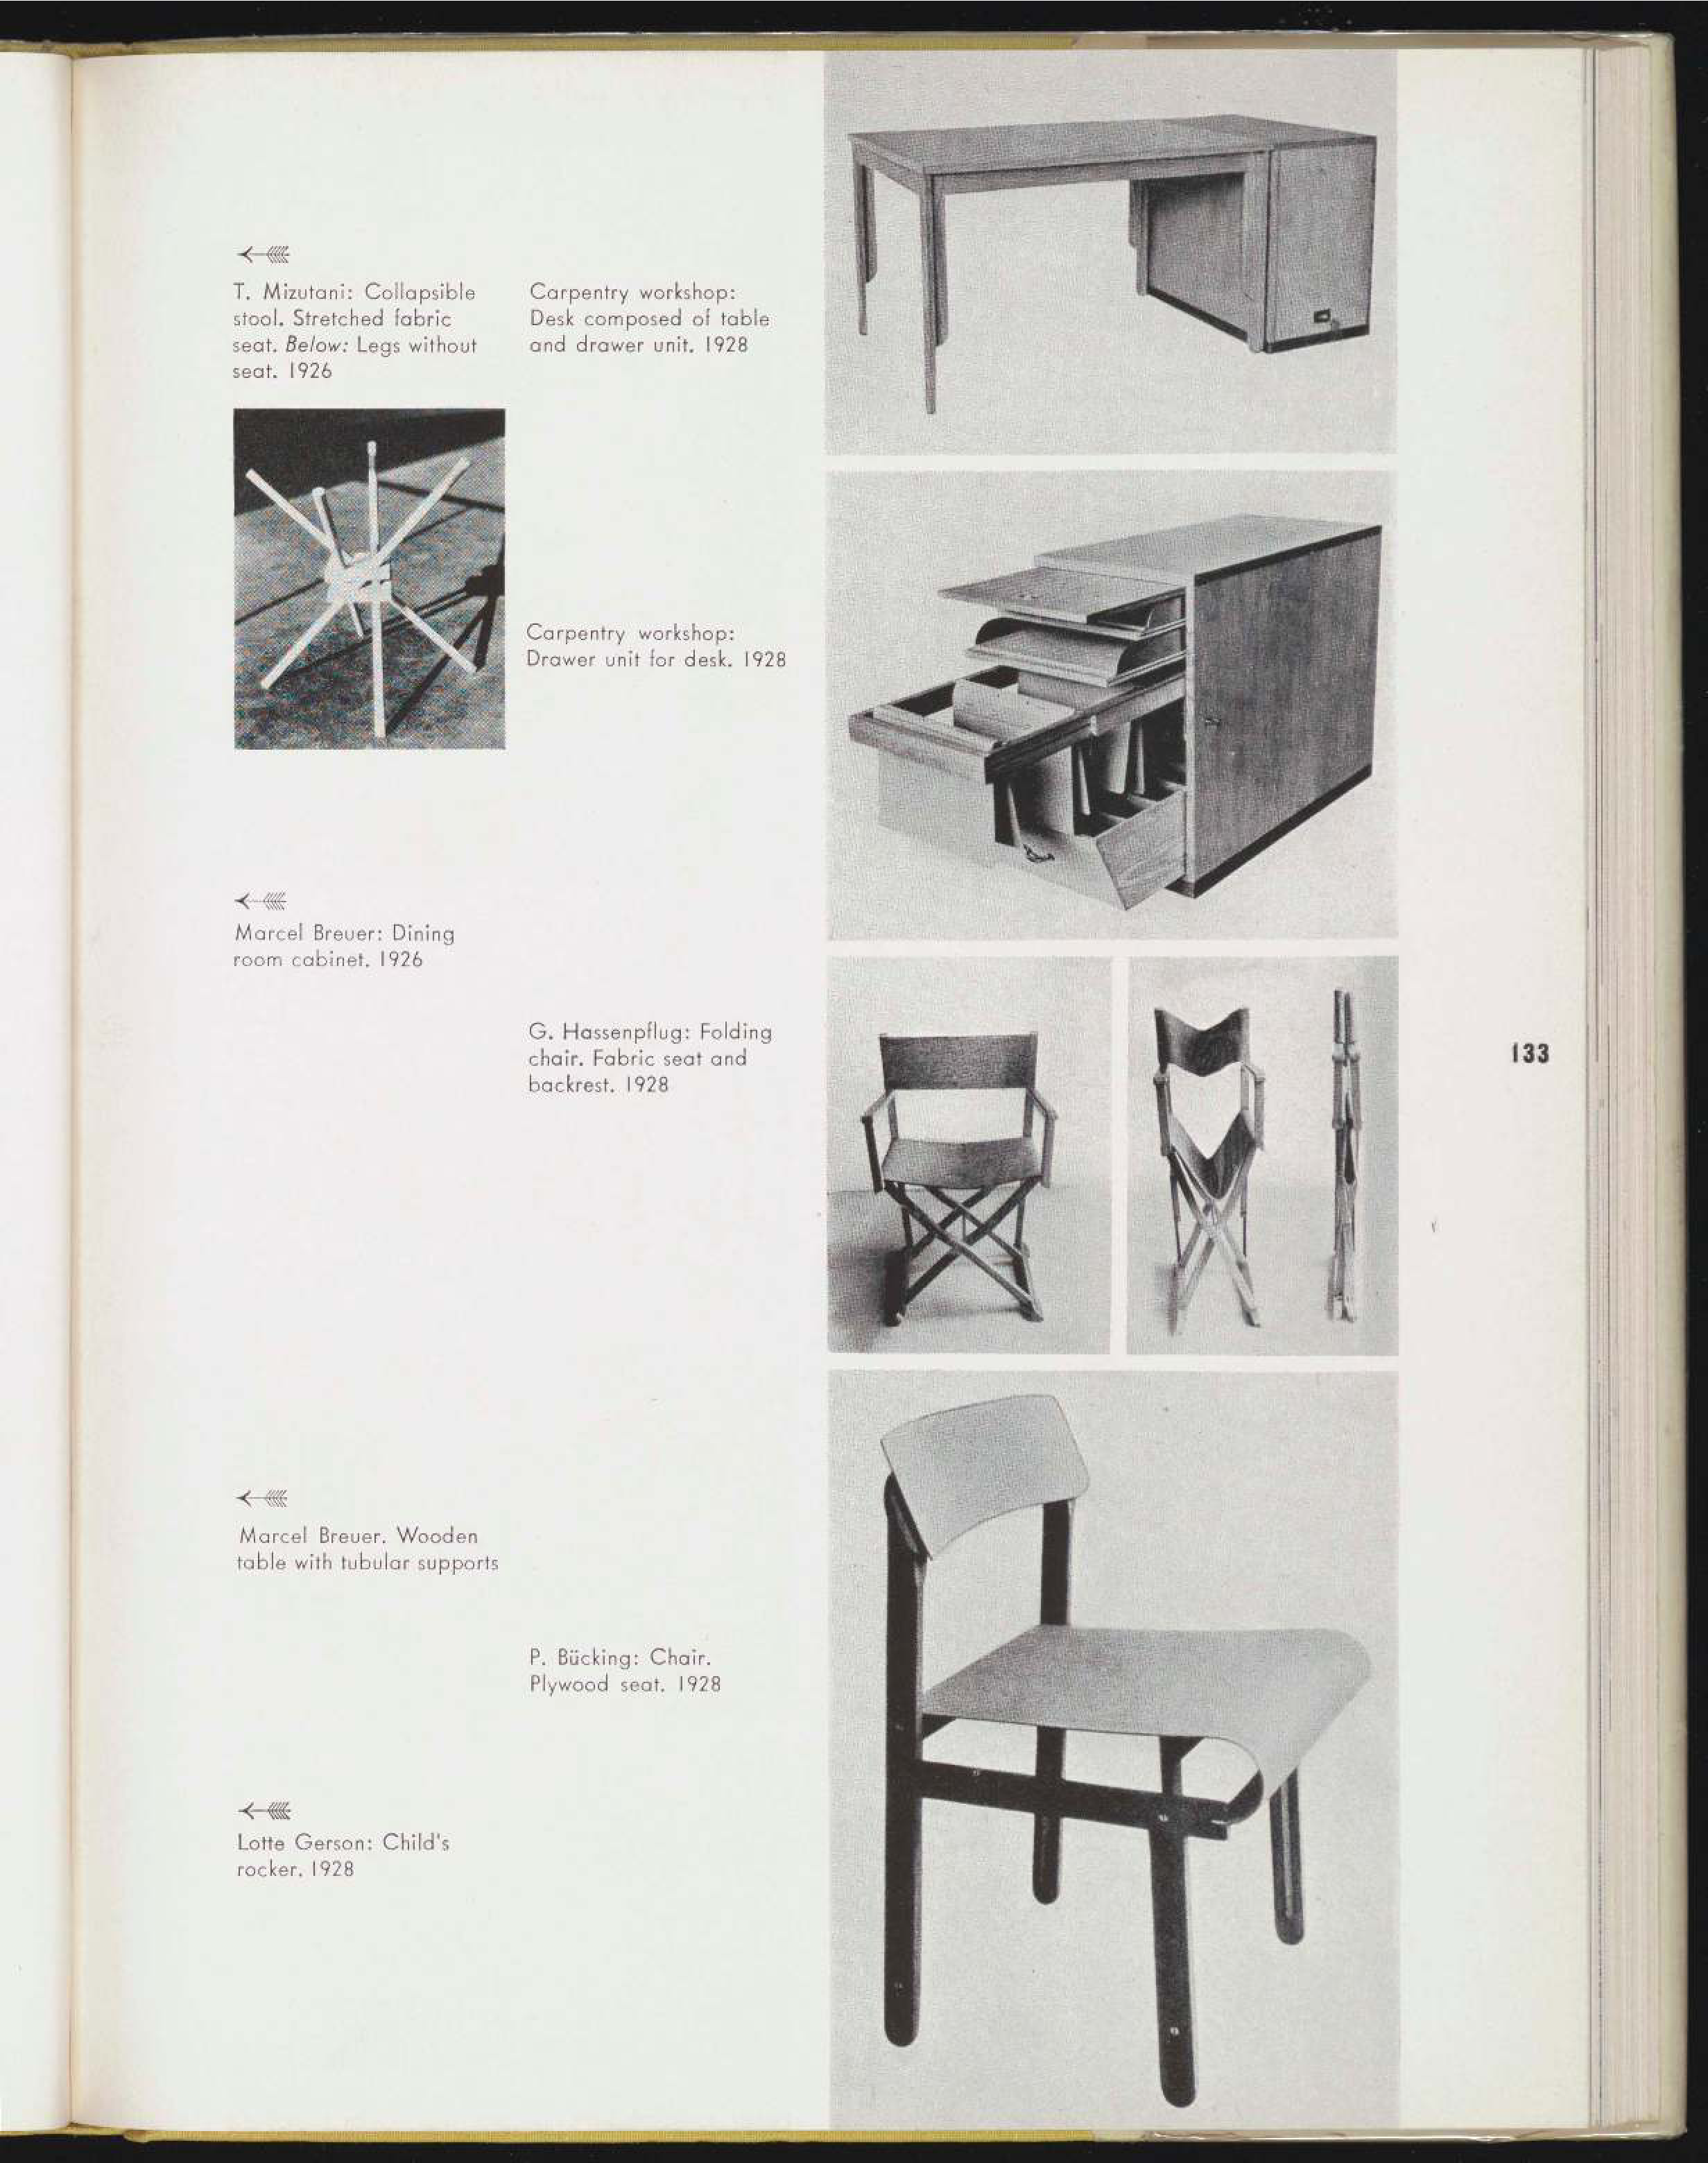 T. Mizutani: Collapsible
stool. Stretched fabric
seat. Below: Legs without
seat. 1926
Carpentry workshop:
Desk composed of table
and drawer unit. 1928
Carpentry workshop:
Drawer unit for desk. 1928
Marcel Breuer: Dining
room cabinet. 1926
G. Hassenpflug: Folding
chair. Fabric seat and
backrest. 1928
133
Marcel Breuer. Wooden
table with tubular supports
P. Bücking: Chair.
Plywood seat. 1928
Lotte Gerson: Child's
rocker. 1928